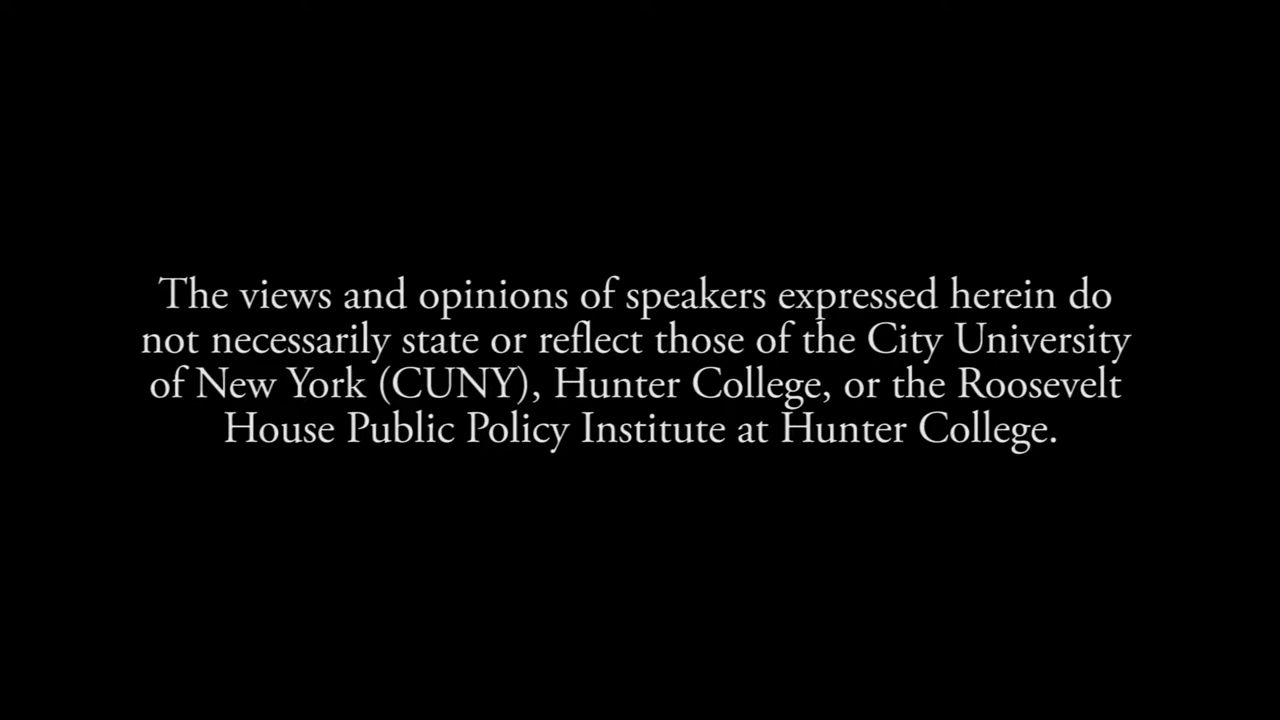 The views and opinions of speakers expressed herein do
not necessarily state or reflect those of the City University
of New York (CUNY), Hunter College, or the Roosevelt
House Public Policy Institute at Hunter College.